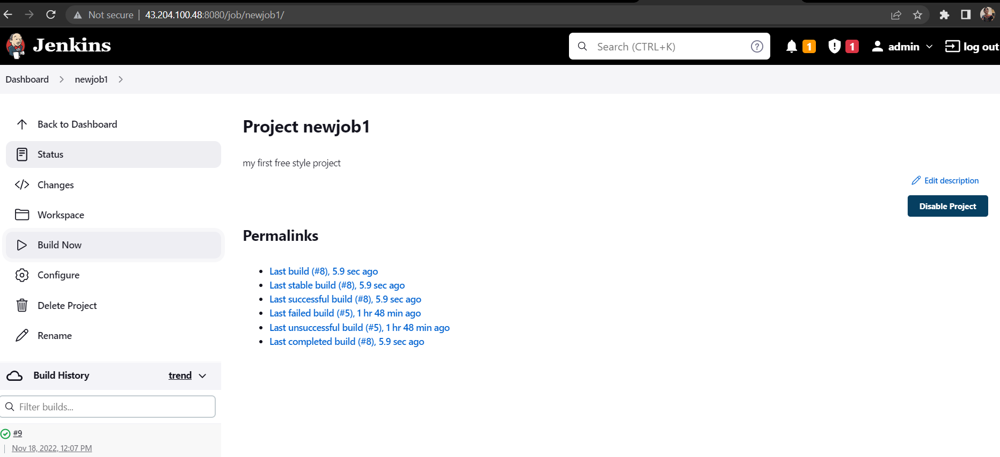 Not secure | 43.204.100.48:8080/job/newjob1/
Jenkins
Search (CTRL+K)
?
1
1
admin
log out
Dashboard
newjob1
Back to Dashboard
Status
Changes
Workspace
Build Now
Configure
Delete Project
Rename
Build History
trend
Filter builds...
#9
Nov 18, 2022, 12:07 PM
Project newjob1
my first free style project
Edit description
Disable Project
Permalinks
Last build (#8), 5.9 sec ago
Last stable build (#8), 5.9 sec ago
Last successful build (#8), 5.9 sec ago
Last failed build (#5), 1 hr 48 min ago
Last unsuccessful build (#5), 1 hr 48 min ago
Last completed build (#8), 5.9 sec ago